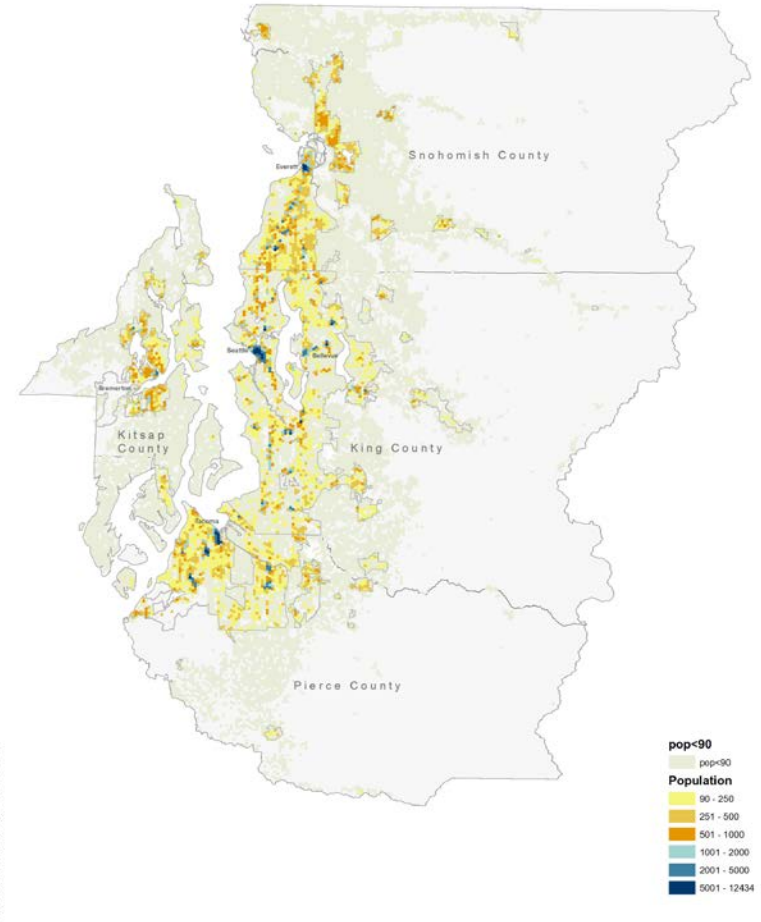 Snohomish County
Everett
Seattle
Bellevue
Bremerton
Kitsap
County
King County
Tacoma
Pierce County
pop<90
pop<90
Population
90 - 250
251 - 500
501 - 1000
1001 - 2000
2001 - 5000
5001 - 12434